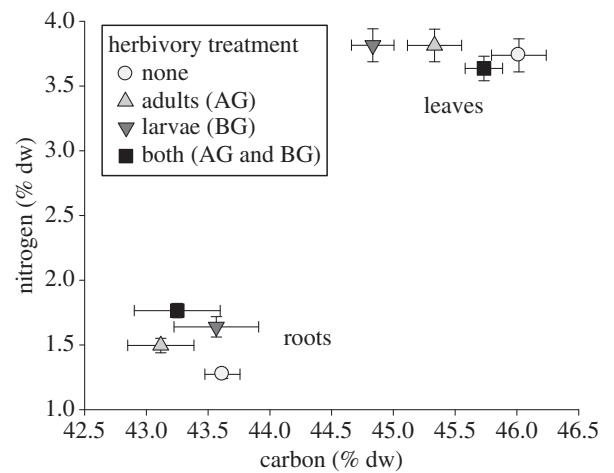 4.0
3.5
3.0
2.5
2.0
1.5
1.0
nitrogen (% dw)
herbivory treatment
none
adults (AG)
larvae (BG)
both (AG and BG)
leaves
roots
42.5 43.0 43.5 44.0 44.5 45.0 45.5 46.0 46.5
carbon (% dw)